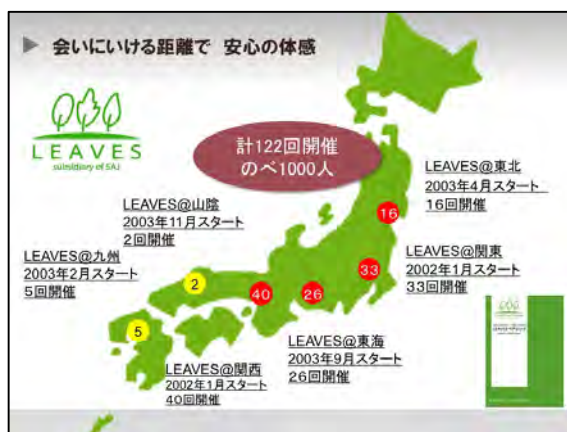 ▶ 会いにいける距離で 安心の体感
LEAVES
subsidiary of SAJ
計122回開催
のべ1000人
LEAVES@東北
2003年4月スタート
16回開催
16
LEAVES@山陰
2003年11月スタート
2回開催
2
LEAVES@関東
2002年1月スタート
33回開催
33
LEAVES@九州
2003年2月スタート
5回開催
5
40
26
LEAVES@東海
2003年9月スタート
26回開催
LEAVES@関西
2002年1月スタート
40回開催
LEAVES